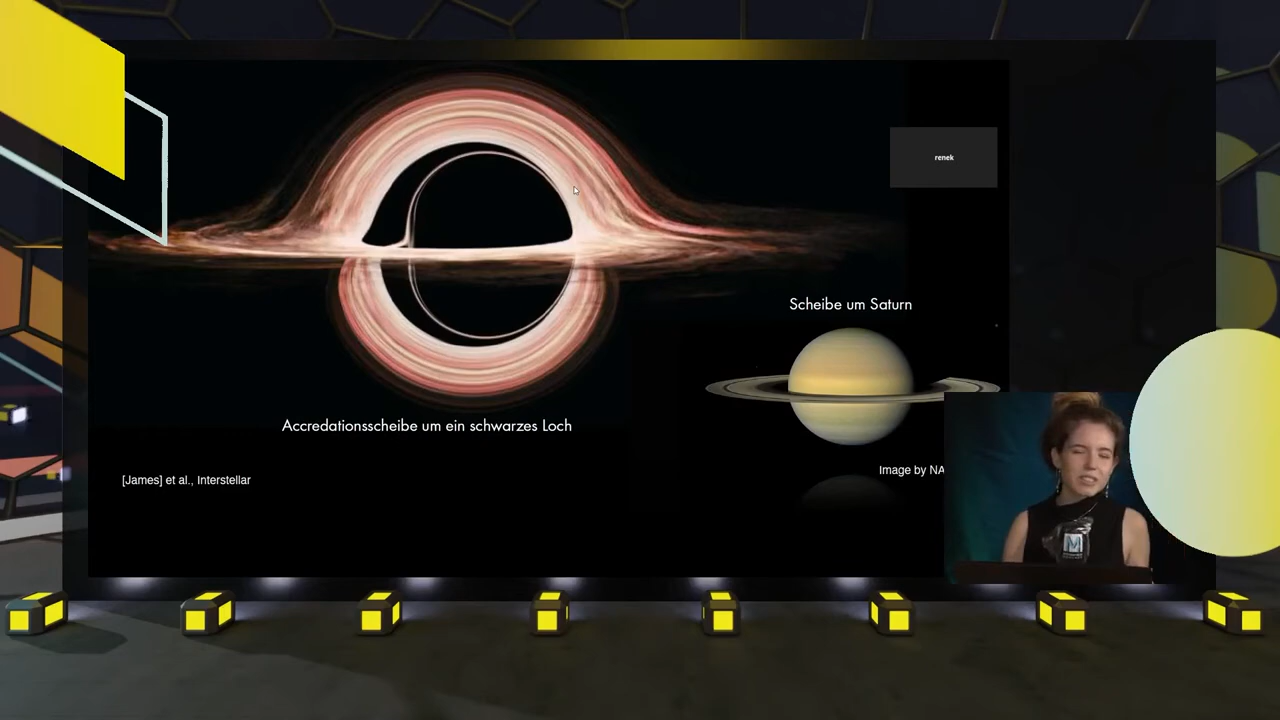 renek
Scheibe um Saturn
Accredationsscheibe um ein schwarzes Loch
Image by NA
[James] et al., Interstellar
M